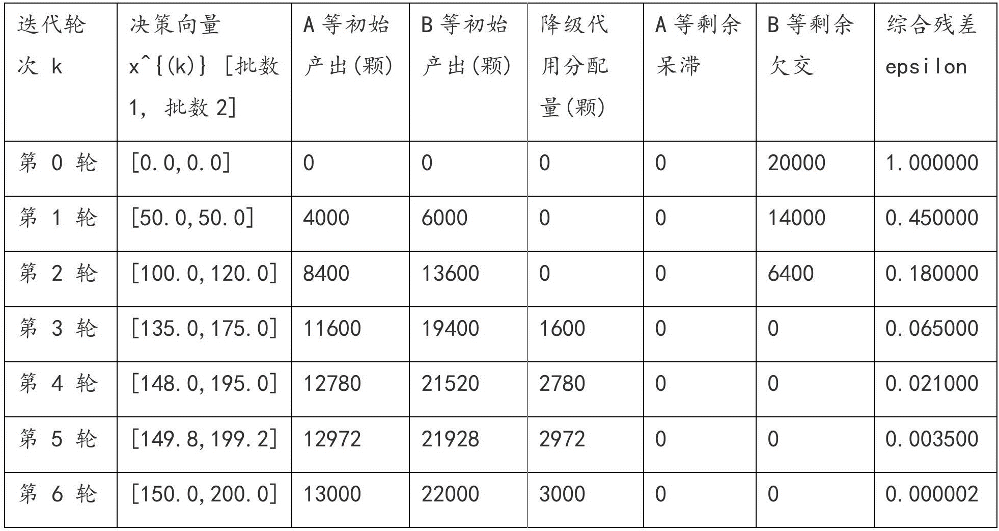 迭代轮次 k | 决策向量 x^{(k)} [批数1, 批数2] | A等初始产出(颗) | B等初始产出(颗) | 降级代用分配量(颗) | A等剩余呆滞 | B等剩余欠交 | 综合残差 epsilon
第 0 轮 | [0.0,0.0] | 0 | 0 | 0 | 0 | 20000 | 1.000000
第 1 轮 | [50.0,50.0] | 4000 | 6000 | 0 | 0 | 14000 | 0.450000
第 2 轮 | [100.0,120.0] | 8400 | 13600 | 0 | 0 | 6400 | 0.180000
第 3 轮 | [135.0,175.0] | 11600 | 19400 | 1600 | 0 | 0 | 0.065000
第 4 轮 | [148.0,195.0] | 12780 | 21520 | 2780 | 0 | 0 | 0.021000
第 5 轮 | [149.8,199.2] | 12972 | 21928 | 2972 | 0 | 0 | 0.003500
第 6 轮 | [150.0,200.0] | 13000 | 22000 | 3000 | 0 | 0 | 0.000002